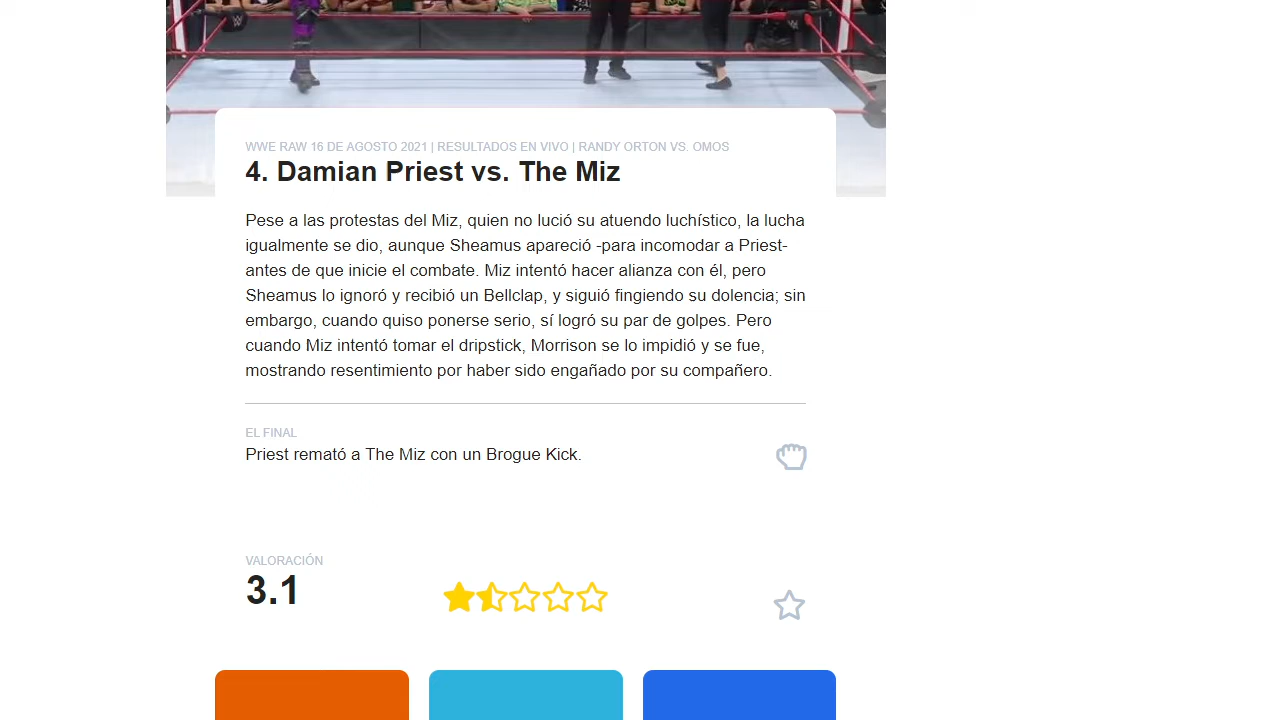 WWE RAW 16 DE AGOSTO 2021 | RESULTADOS EN VIVO | RANDY ORTON VS. OMOS
4. Damian Priest vs. The Miz
Pese a las protestas del Miz, quien no lució su atuendo luchístico, la lucha
igualmente se dio, aunque Sheamus apareció -para incomodar a Priest-
antes de que inicie el combate. Miz intentó hacer alianza con él, pero
Sheamus lo ignoró y recibió un Bellclap, y siguió fingiendo su dolencia; sin
embargo, cuando quiso ponerse serio, sí logró su par de golpes. Pero
cuando Miz intentó tomar el dripstick, Morrison se lo impidió y se fue,
mostrando resentimiento por haber sido engañado por su compañero.
EL FINAL
Priest remató a The Miz con un Brogue Kick.
VALORACIÓN
3.1